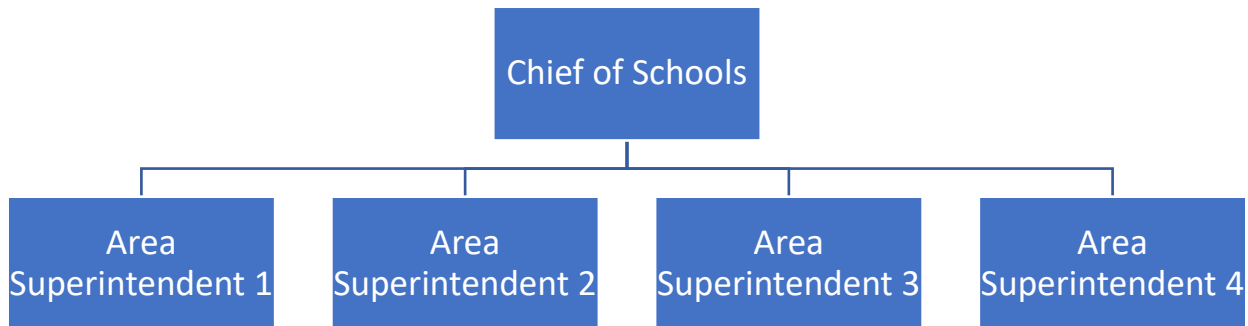 Chief of Schools
Area
Superintendent 1
Area
Superintendent 2
Area
Superintendent 3
Area
Superintendent 4